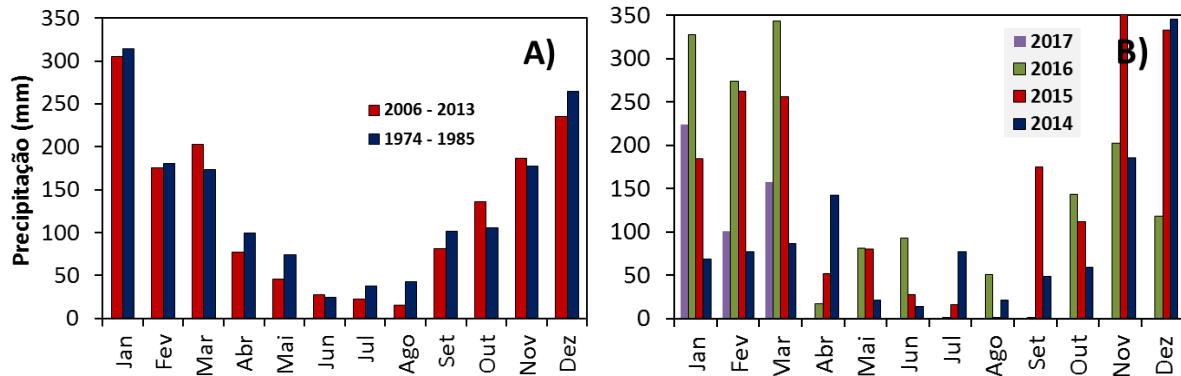 Precipitação (mm)
350
300
250
200
150
100
50
0
A)
2006 - 2013
1974 - 1985
Jan
Fev
Mar
Abr
Mai
Jun
Jul
Ago
Set
Out
Nov
Dez
350
300
250
200
150
100
50
0
B)
2017
2016
2015
2014
Jan
Fev
Mar
Abr
Mai
Jun
Jul
Ago
Set
Out
Nov
Dez